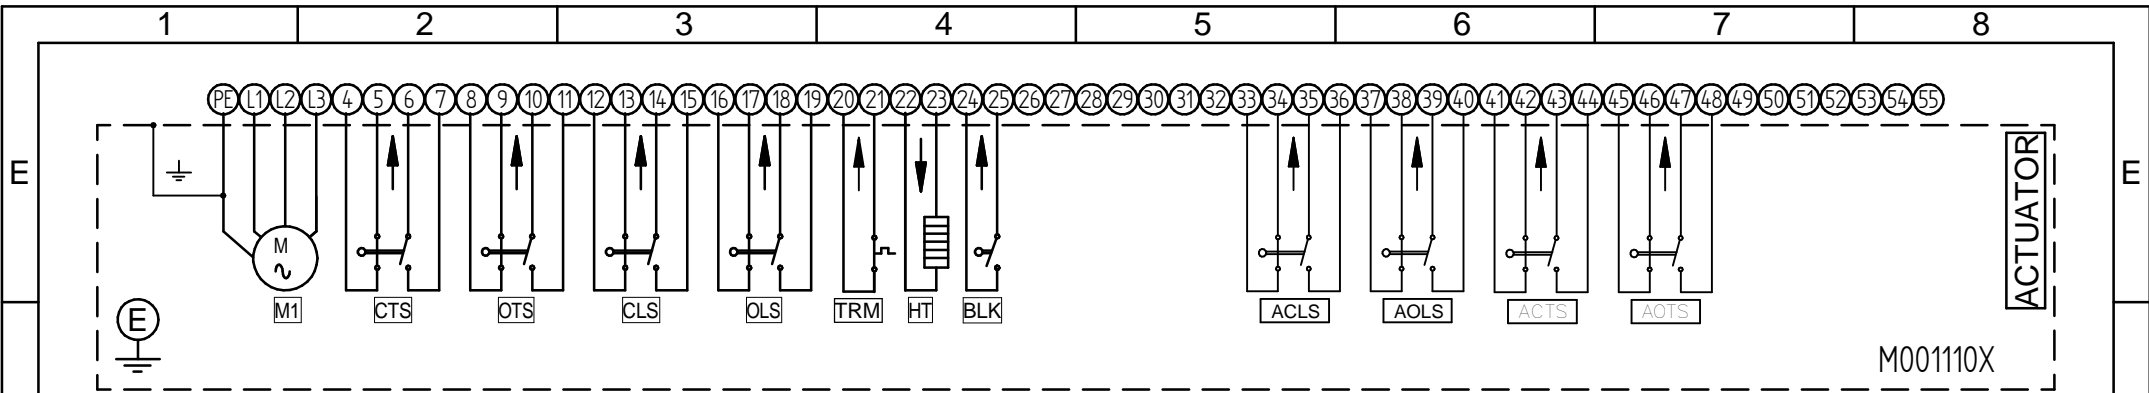 1 2 3 4 5 6 7 8
PE L1 L2 L3 4 5 6 7 8 9 10 11 12 13 14 15 16 17 18 19 20 21 22 23 24 25 26 27 28 29 30 31 32 33 34 35 36 37 38 39 40 41 42 43 44 45 46 47 48 49 50 51 52 53 54 55
E E
ACTUATOR
M
M1 CTS OTS CLS OLS TRM HT BLK ACLS AOLS ACTS AOTS
E
M001110X